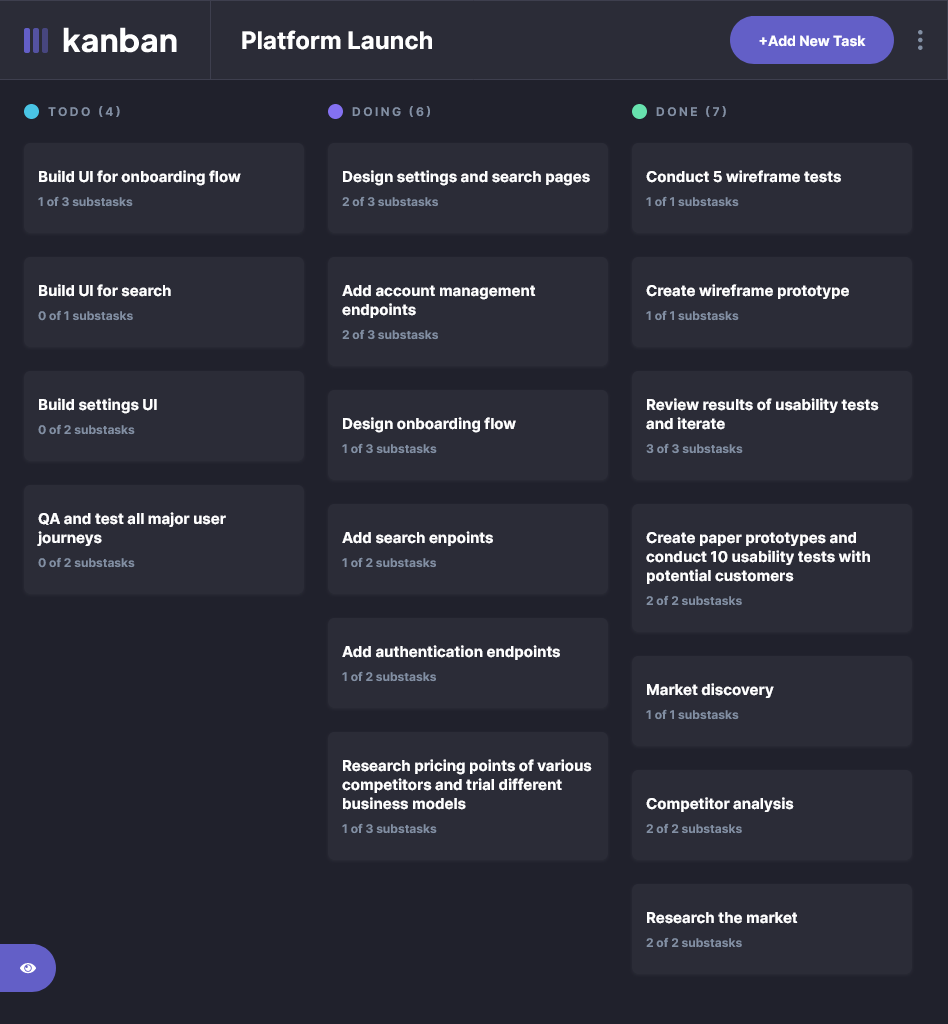 kanban
Platform Launch
+Add New Task
TODO (4)
Build UI for onboarding flow
1 of 3 substasks
Build UI for search
0 of 1 substasks
Build settings UI
0 of 2 substasks
QA and test all major user
journeys
0 of 2 substasks
DOING (6)
Design settings and search pages
2 of 3 substasks
Add account management
endpoints
2 of 3 substasks
Design onboarding flow
1 of 3 substasks
Add search enpoints
1 of 2 substasks
Add authentication endpoints
1 of 2 substasks
Research pricing points of various
competitors and trial different
business models
1 of 3 substasks
DONE (7)
Conduct 5 wireframe tests
1 of 1 substasks
Create wireframe prototype
1 of 1 substasks
Review results of usability tests
and iterate
3 of 3 substasks
Create paper prototypes and
conduct 10 usability tests with
potential customers
2 of 2 substasks
Market discovery
1 of 1 substasks
Competitor analysis
2 of 2 substasks
Research the market
2 of 2 substasks